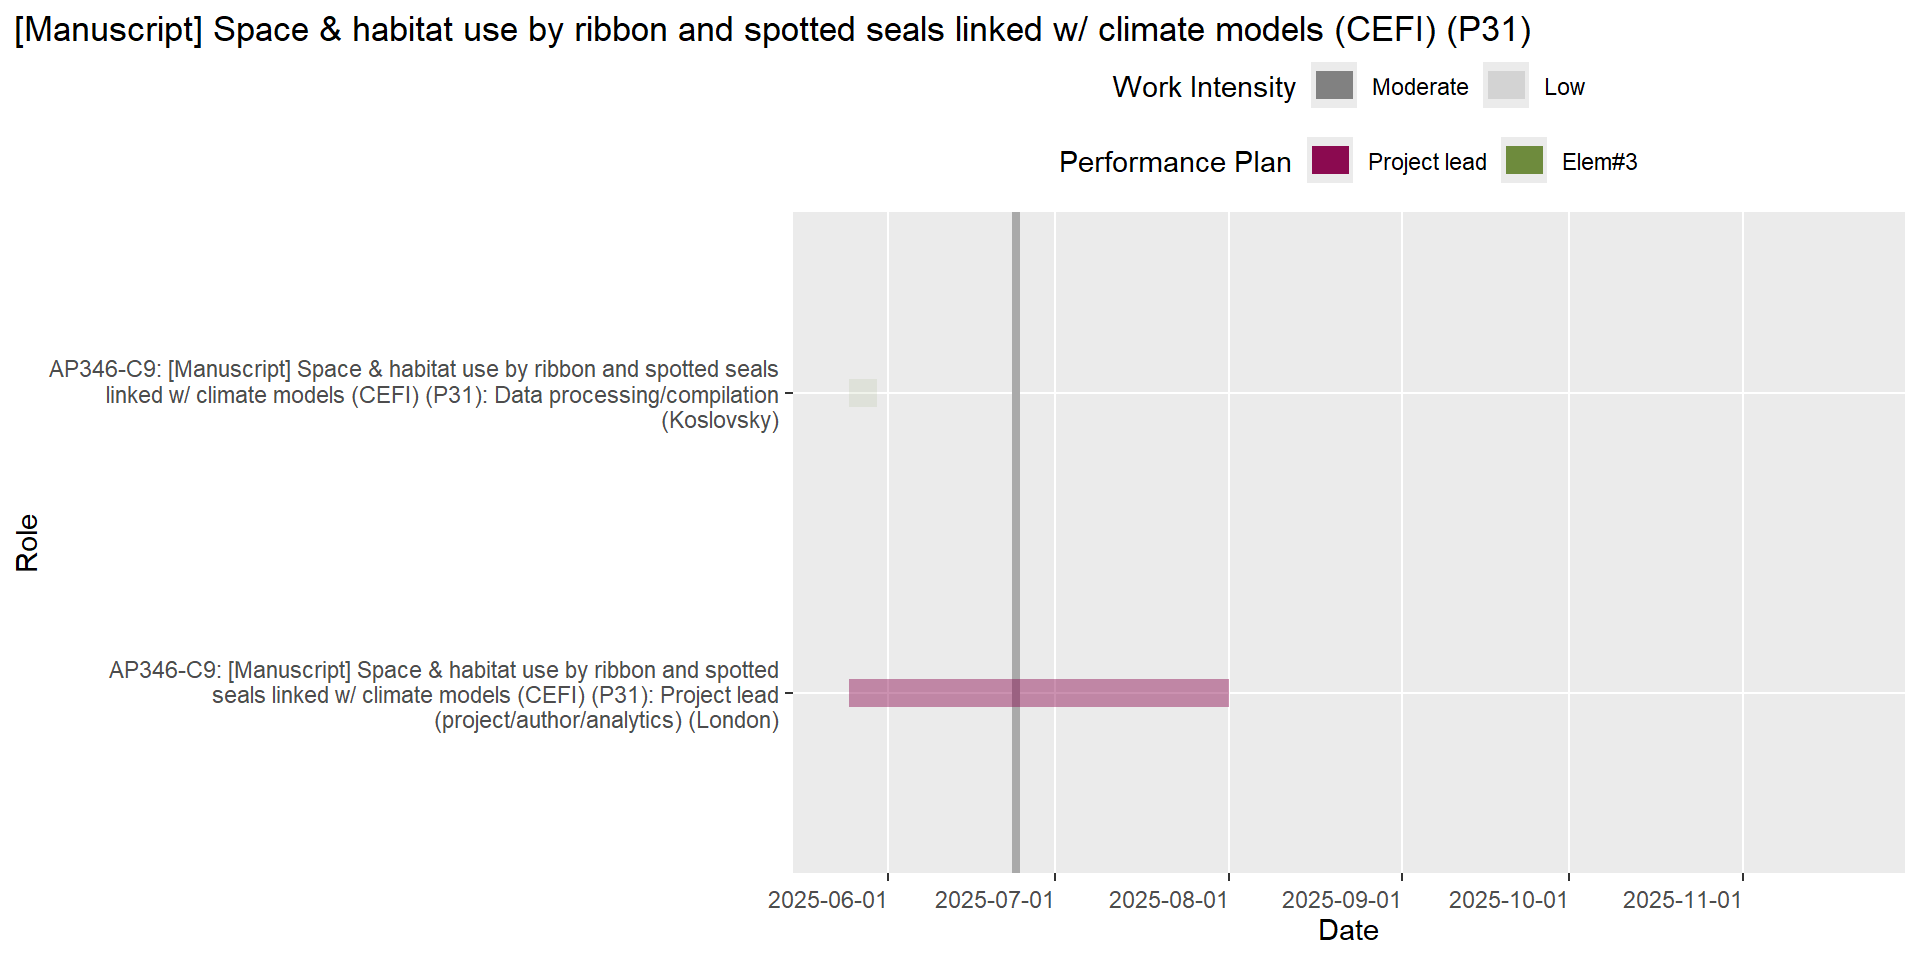 [Manuscript] Space & habitat use by ribbon and spotted seals linked w/ climate models (CEFI) (P31)
Work Intensity Moderate Low
Performance Plan Project lead Elem#3
AP346-C9: [Manuscript] Space & habitat use by ribbon and spotted seals
linked w/ climate models (CEFI) (P31): Data processing/compilation
(Koslovsky)
Role
AP346-C9: [Manuscript] Space & habitat use by ribbon and spotted
seals linked w/ climate models (CEFI) (P31): Project lead
(project/author/analytics) (London)
2025-06-01 2025-07-01 2025-08-01 2025-09-01 2025-10-01 2025-11-01
Date